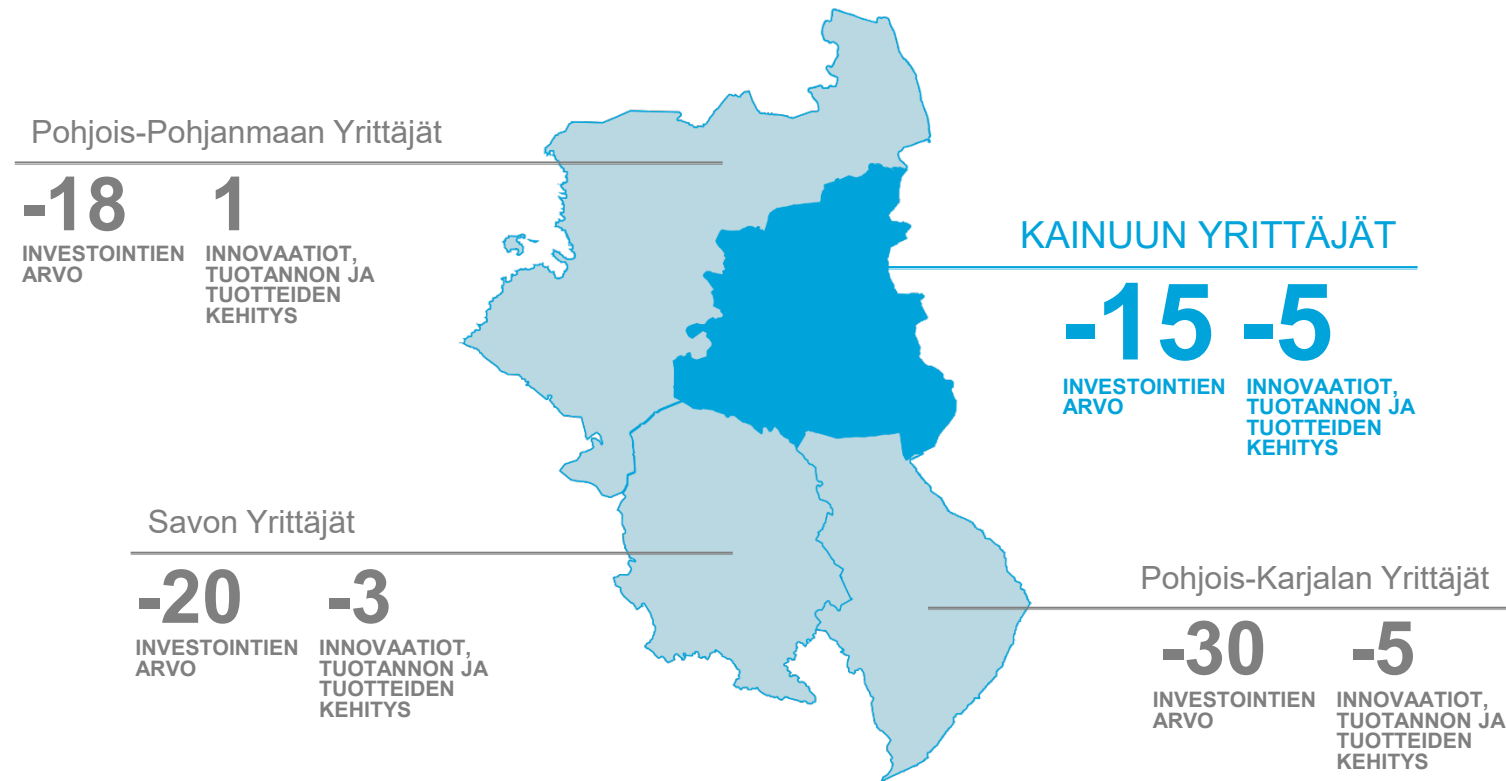 Pohjois-Pohjanmaan Yrittäjät
-18 1
INVESTOINTIEN
ARVO
INNOVAATIOT,
TUOTANNON JA
TUOTTEIDEN
KEHITYS
KAINUUN YRITTÄJÄT
-15 -5
INVESTOINTIEN
ARVO
INNOVAATIOT,
TUOTANNON JA
TUOTTEIDEN
KEHITYS
Savon Yrittäjät
-20 -3
INVESTOINTIEN
ARVO
INNOVAATIOT,
TUOTANNON JA
TUOTTEIDEN
KEHITYS
Pohjois-Karjalan Yrittäjät
-30 -5
INVESTOINTIEN
ARVO
INNOVAATIOT,
TUOTANNON JA
TUOTTEIDEN
KEHITYS